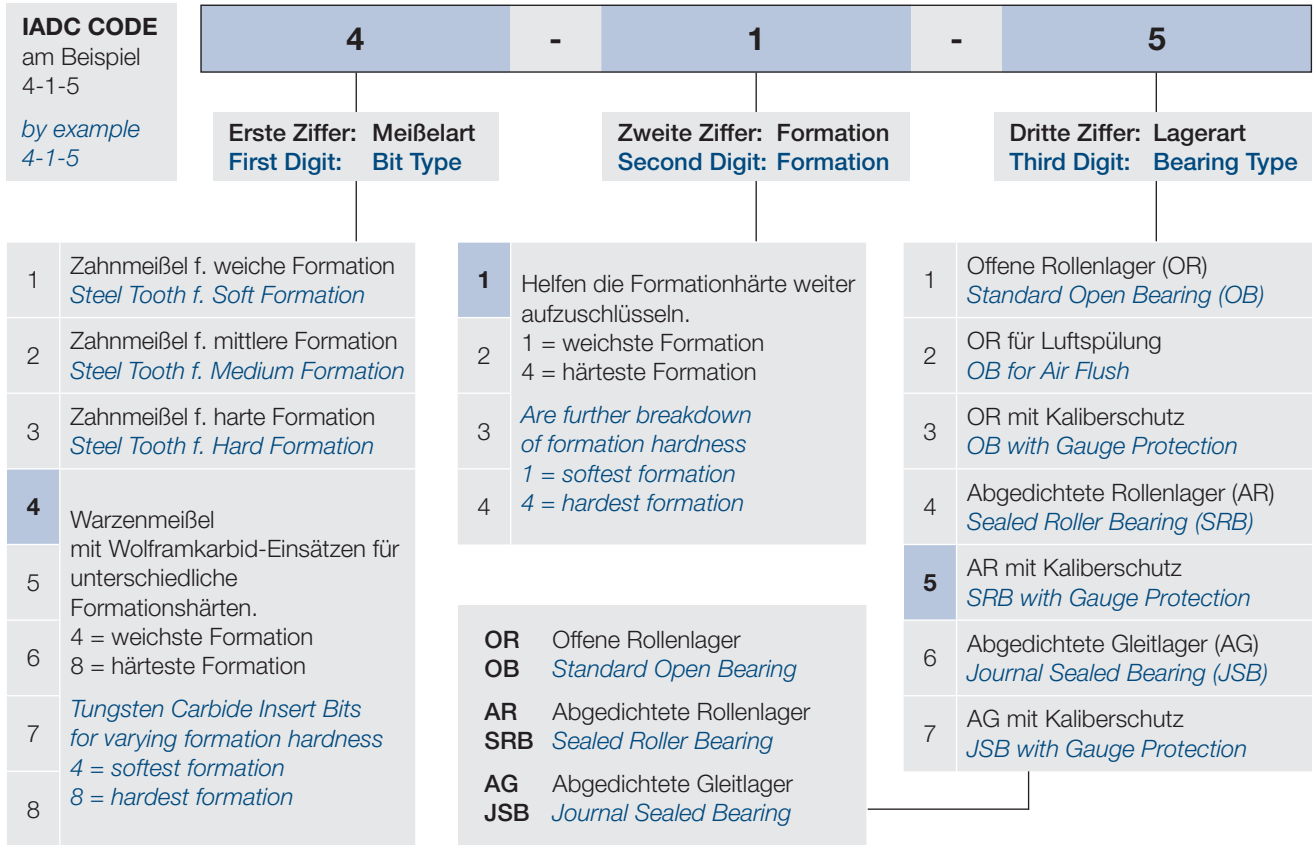 IADC CODE
am Beispiel
4-1-5
by example
4-1-5
4 - 1 - 5
Erste Ziffer: Meißelart
First Digit: Bit Type
Zweite Ziffer: Formation
Second Digit: Formation
Dritte Ziffer: Lagerart
Third Digit: Bearing Type
1
Zahnmeißel f. weiche Formation
Steel Tooth f. Soft Formation
2
Zahnmeißel f. mittlere Formation
Steel Tooth f. Medium Formation
3
Zahnmeißel f. harte Formation
Steel Tooth f. Hard Formation
4
5
6
7
8
Warzenmeißel
mit Wolframkarbid-Einsätzen für
unterschiedliche
Formationshärten.
4 = weichste Formation
8 = härteste Formation
Tungsten Carbide Insert Bits
for varying formation hardness
4 = softest formation
8 = hardest formation
1
2
3
4
Helfen die Formationhärte weiter
aufzuschlüsseln.
1 = weichste Formation
4 = härteste Formation
Are further breakdown
of formation hardness
1 = softest formation
4 = hardest formation
OR Offene Rollenlager
OB Standard Open Bearing
AR Abgedichtete Rollenlager
SRB Sealed Roller Bearing
AG Abgedichtete Gleitlager
JSB Journal Sealed Bearing
1
Offene Rollenlager (OR)
Standard Open Bearing (OB)
2
OR für Luftspülung
OB for Air Flush
3
OR mit Kaliberschutz
OB with Gauge Protection
4
Abgedichtete Rollenlager (AR)
Sealed Roller Bearing (SRB)
5
AR mit Kaliberschutz
SRB with Gauge Protection
6
Abgedichtete Gleitlager (AG)
Journal Sealed Bearing (JSB)
7
AG mit Kaliberschutz
JSB with Gauge Protection